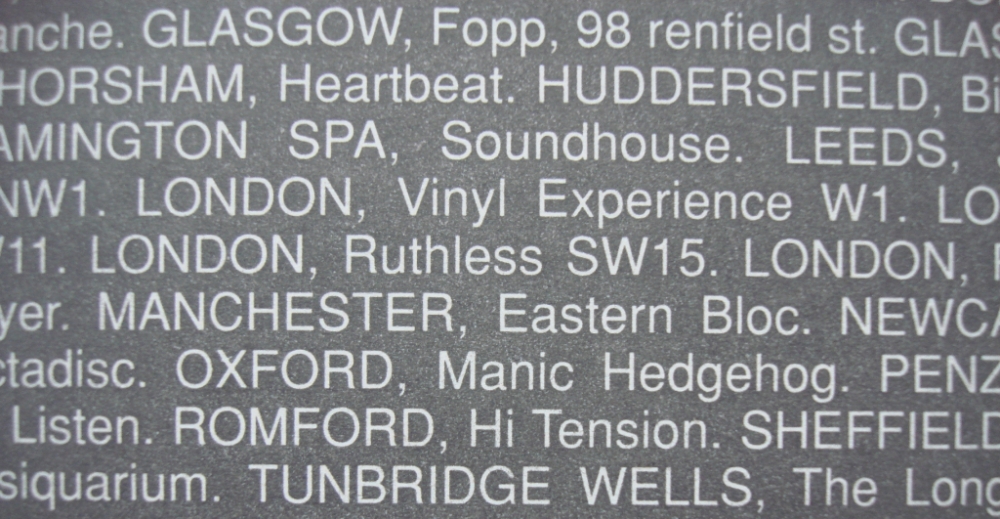 anche. GLASGOW, Fopp, 98 renfield st. GLAS
HORSHAM, Heartbeat. HUDDERSFIELD, Bi
AMINGTON SPA, Soundhouse. LEEDS,
NW1. LONDON, Vinyl Experience W1. LO
11. LONDON, Ruthless SW15. LONDON,
yer. MANCHESTER, Eastern Bloc. NEWCA
ctadisc. OXFORD, Manic Hedgehog. PENZ
Listen. ROMFORD, Hi Tension. SHEFFIELD
siquarium. TUNBRIDGE WELLS, The Long